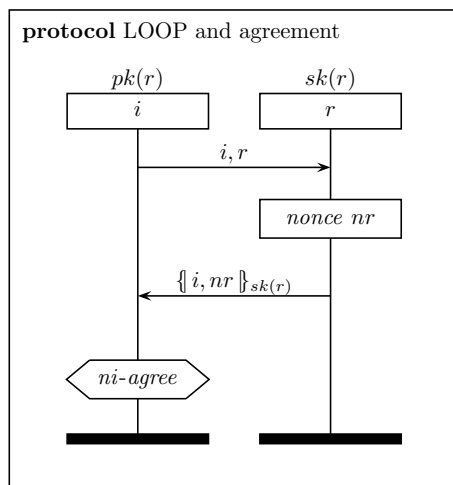 protocol LOOP and agreement
pk(r) sk(r)
i r
i, r
nonce nr
{| i, nr |}sk(r)
ni-agree